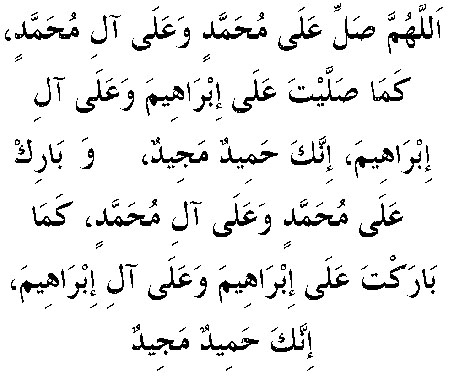 اَللَّهُمَّ صَلِّ عَلَى مُحَمَّدٍ وَعَلَى آلِ مُحَمَّدٍ،
كَمَا صَلَّيْتَ عَلَى إِبْرَاهِيمَ وَعَلَى آلِ
إِبْرَاهِيمَ، إِنَّكَ حَمِيدٌ مَجِيدٌ، وَ بَارِكْ
عَلَى مُحَمَّدٍ وَعَلَى آلِ مُحَمَّدٍ، كَمَا
بَارَكْتَ عَلَى إِبْرَاهِيمَ وَعَلَى آلِ إِبْرَاهِيمَ،
إِنَّكَ حَمِيدٌ مَجِيدٌ